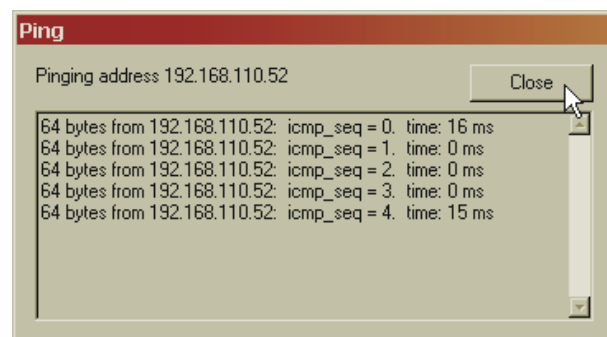 Ping
Pinging address 192.168.110.52
Close
64 bytes from 192.168.110.52:  icmp_seq = 0.  time: 16 ms
64 bytes from 192.168.110.52:  icmp_seq = 1.  time: 0 ms
64 bytes from 192.168.110.52:  icmp_seq = 2.  time: 0 ms
64 bytes from 192.168.110.52:  icmp_seq = 3.  time: 0 ms
64 bytes from 192.168.110.52:  icmp_seq = 4.  time: 15 ms